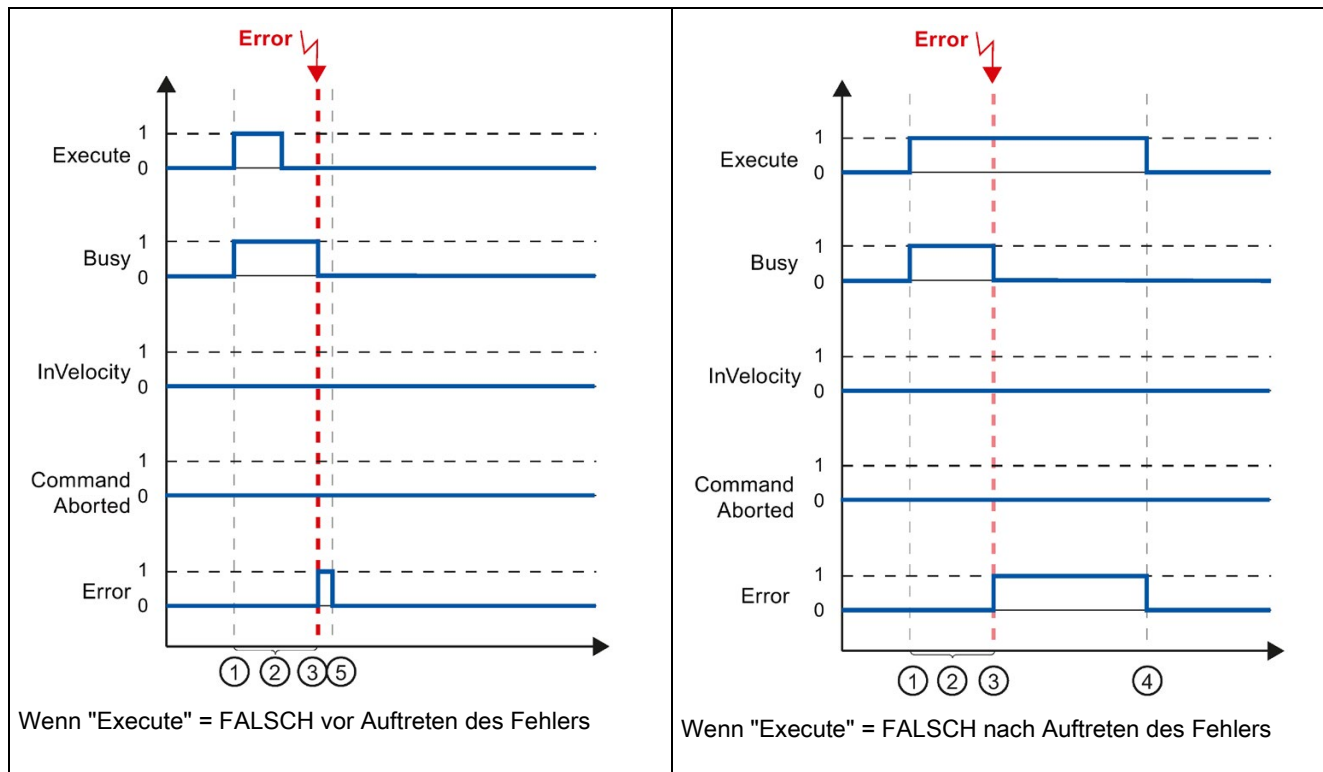 Error
1
Execute
0
1
Busy
0
1
InVelocity
0
1
Command
Aborted
0
1
Error
0
① ② ③ ⑤
Wenn "Execute" = FALSCH vor Auftreten des Fehlers
Error
1
Execute
0
1
Busy
0
1
InVelocity
0
1
Command
Aborted
0
1
Error
0
① ② ③ ④
Wenn "Execute" = FALSCH nach Auftreten des Fehlers